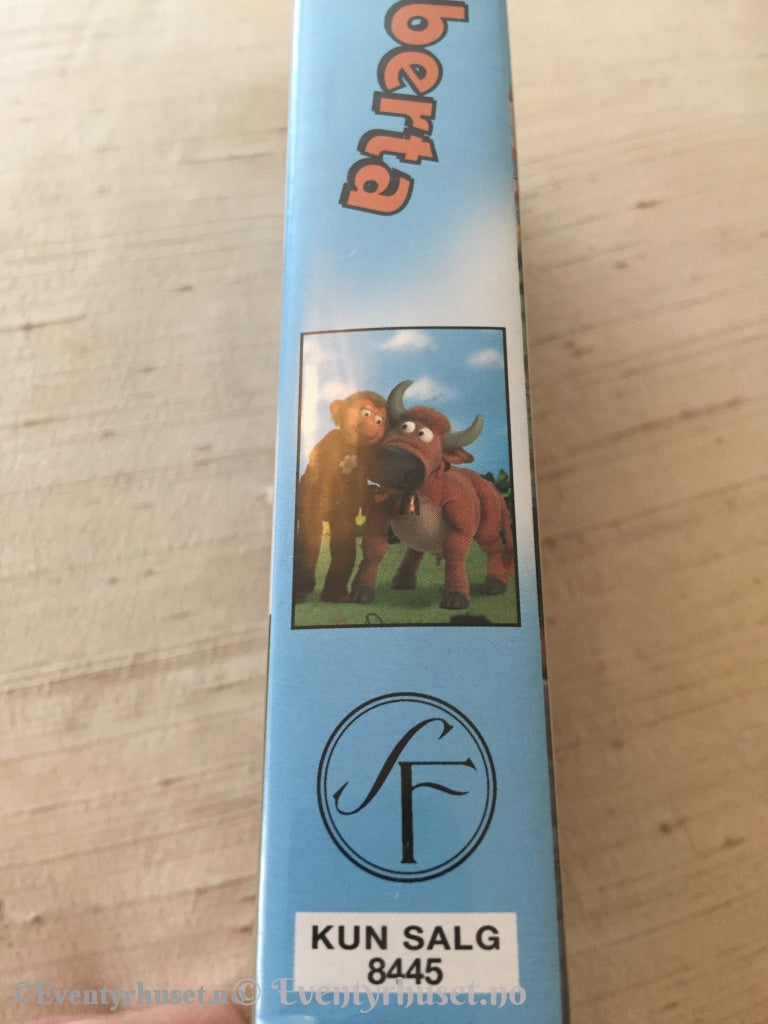 berta
SF
KUN SALG
8445
©Eventyrhuset.no© Eventyrhuset.no